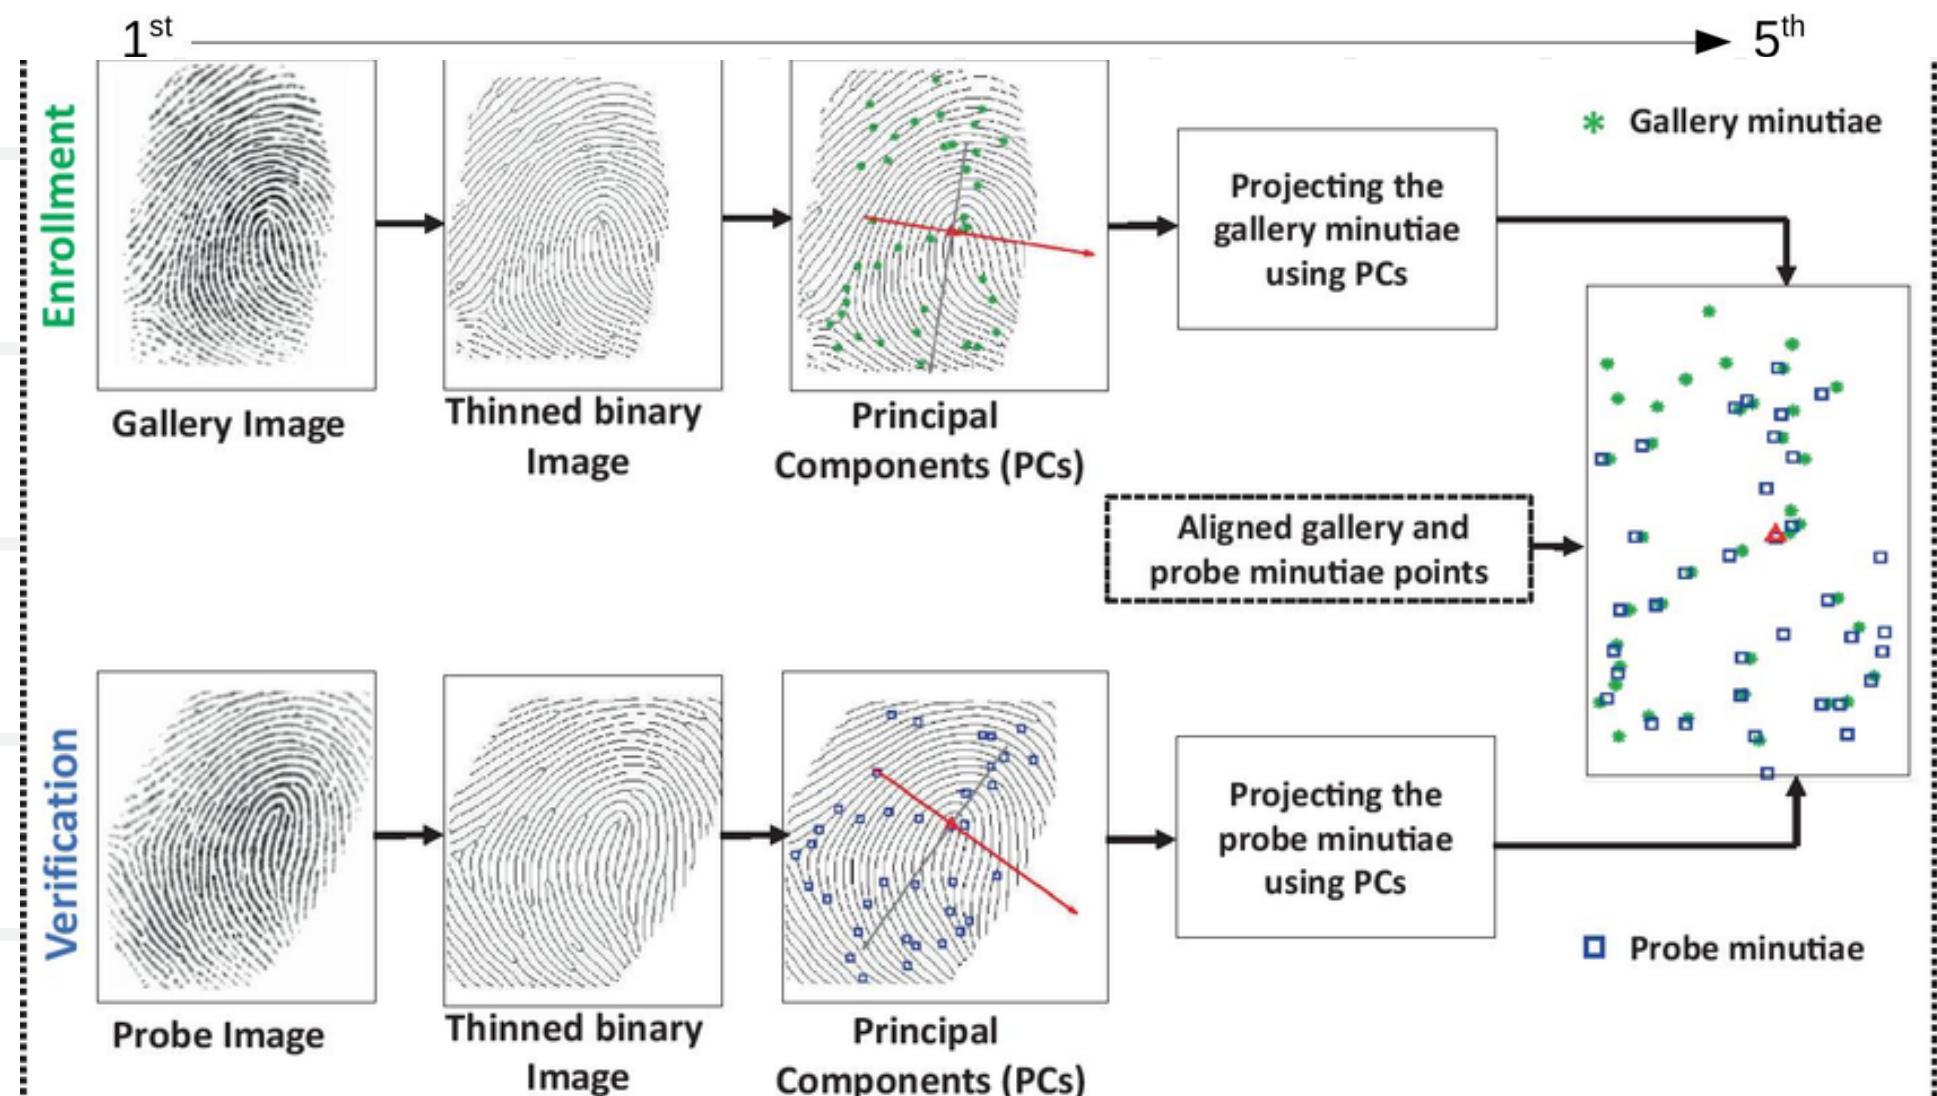 1st
5th
Enrollment
Gallery Image
Thinned binary
Image
Principal
Components (PCs)
Projecting the
gallery minutiae
using PCs
Gallery minutiae
Aligned gallery and
probe minutiae points
Verification
Probe Image
Thinned binary
Image
Principal
Components (PCs)
Projecting the
probe minutiae
using PCs
Probe minutiae